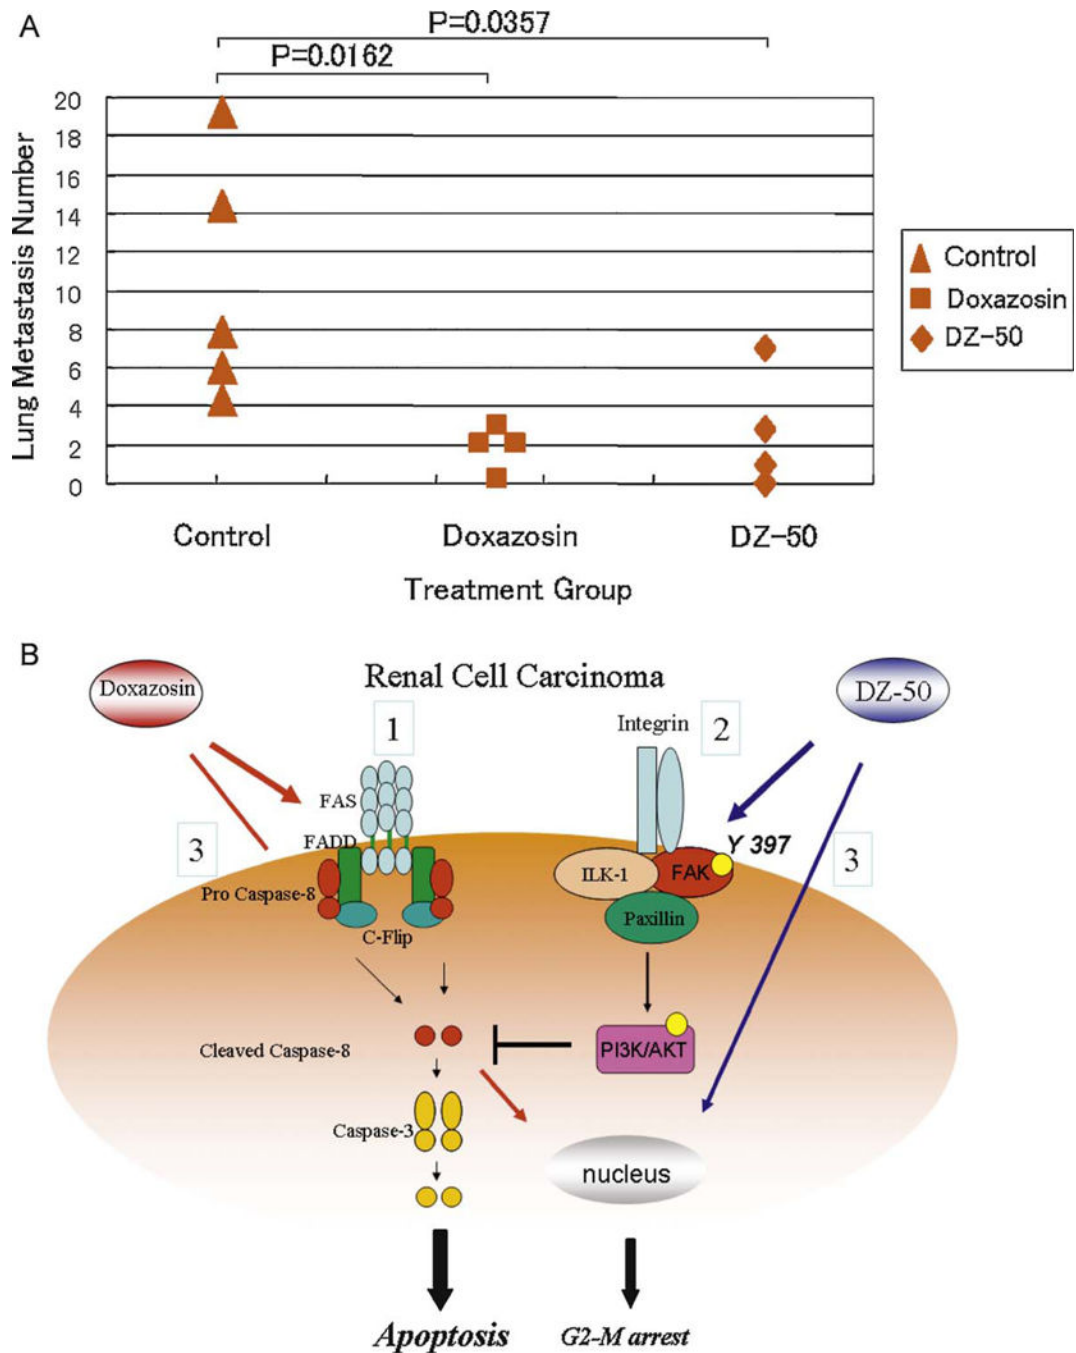 A
P=0.0357
P=0.0162
Lung Metastasis Number
20
18
16
14
12
10
8
6
4
2
0
Control
Doxazosin
DZ-50
Control
Doxazosin
DZ-50
Treatment Group
B
Renal Cell Carcinoma
Doxazosin
DZ-50
1
Integrin
2
FAS
3
FADD
Y 397
3
ILK-1
FAK
Pro Caspase-8
Paxillin
C-Flip
Cleaved Caspase-8
PI3K/AKT
Caspase-3
nucleus
Apoptosis
G2-M arrest